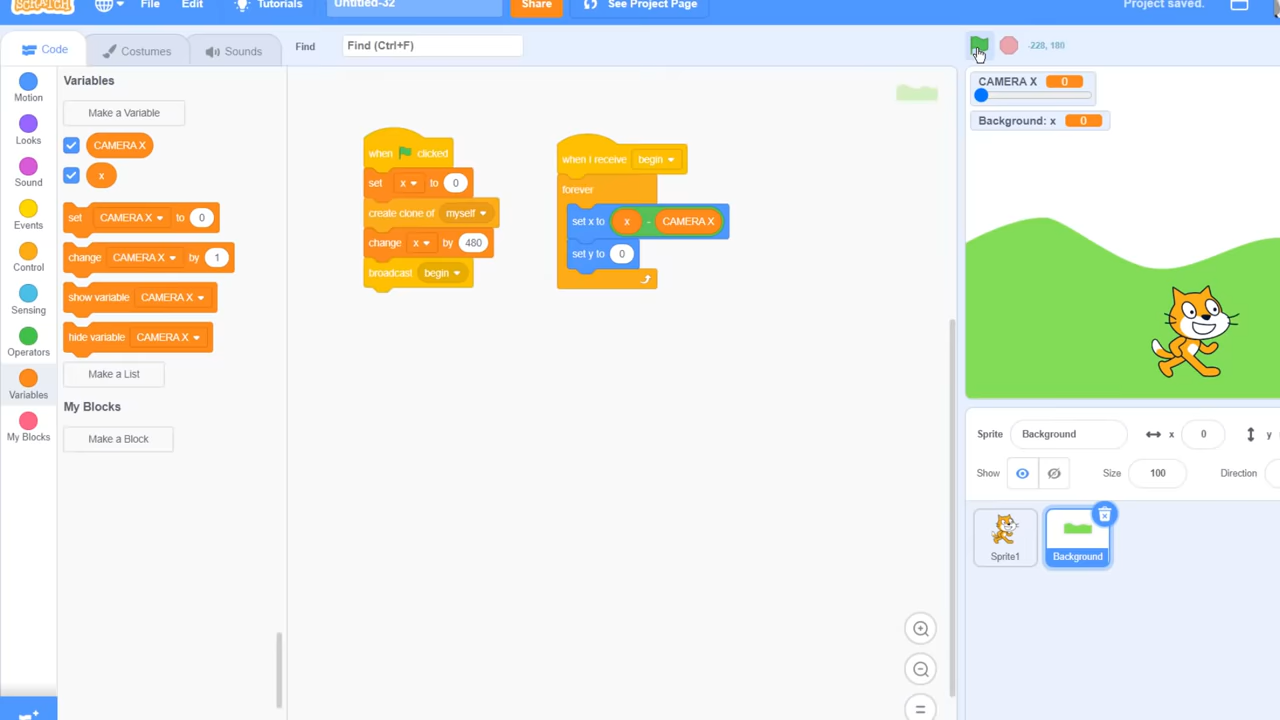 SCRATCH File Edit Tutorials Untitled-32 Share See Project Page Project saved.
Code Costumes Sounds Find Find (Ctrl+F) -228, 180
Motion
Looks
Sound
Events
Control
Sensing
Operators
Variables
My Blocks
Variables
Make a Variable
CAMERA X
x
set CAMERA X to 0
change CAMERA X by 1
show variable CAMERA X
hide variable CAMERA X
Make a List
My Blocks
Make a Block
when clicked
set x to 0
create clone of myself
change x by 480
broadcast begin
when I receive begin
forever
set x to x - CAMERA X
set y to 0
CAMERA X 0
Background: x 0
Sprite Background x 0 y
Show Size 100 Direction
Sprite1 Background